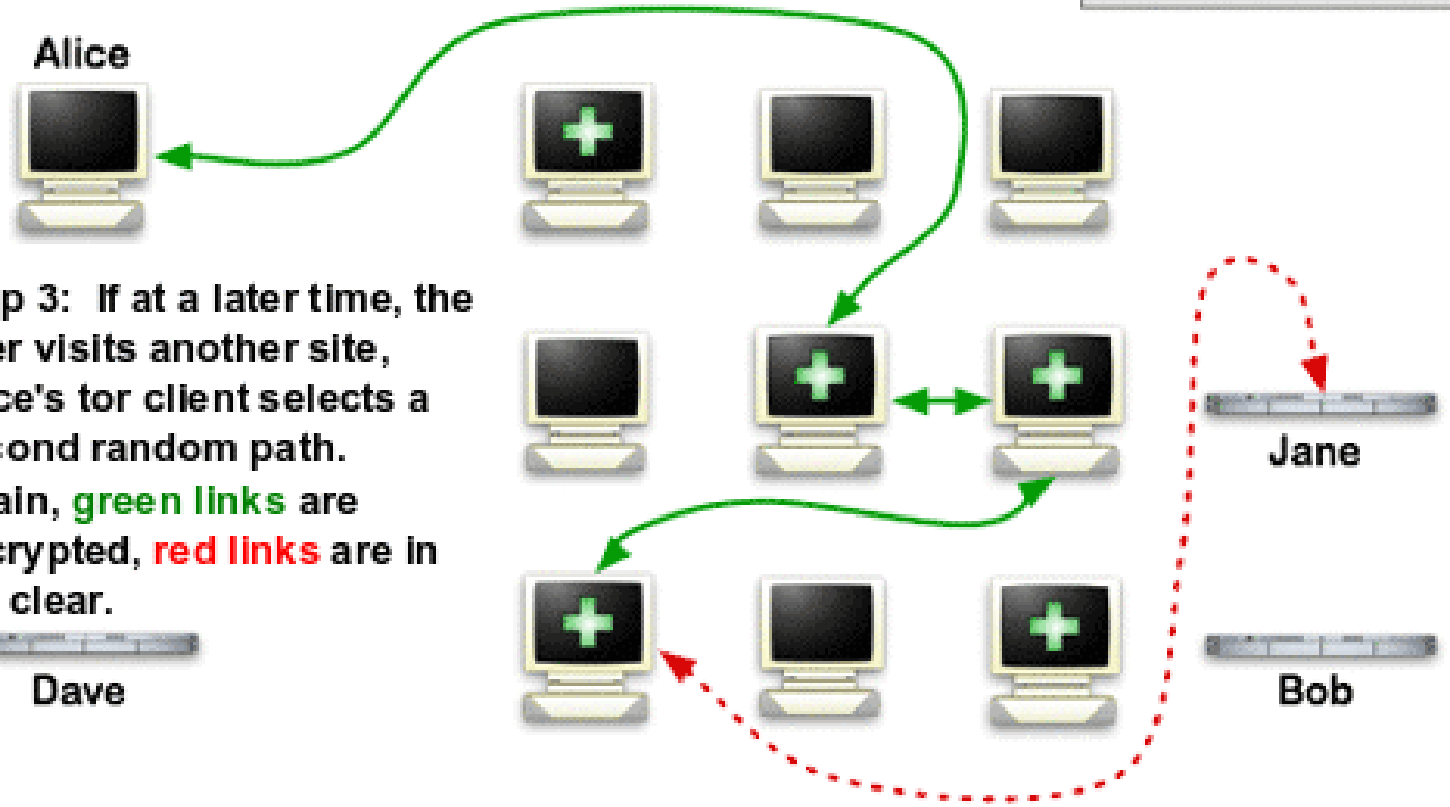 Alice
p 3: If at a later time, the
er visits another site,
ce's tor client selects a
cond random path.
ain, green links are
crypted, red links are in
clear.
Dave
Jane
Bob